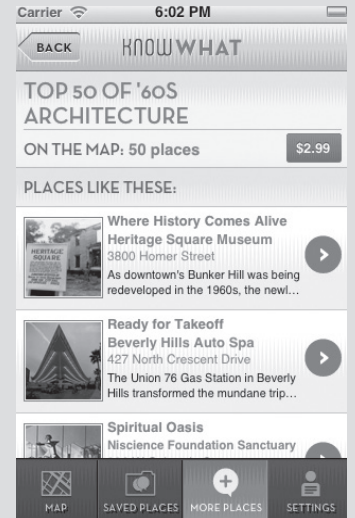 Carrier 6:02 PM
BACK KNOWWHAT
TOP 50 OF '60S
ARCHITECTURE
ON THE MAP: 50 places $2.99
PLACES LIKE THESE:
Where History Comes Alive
Heritage Square Museum
3800 Homer Street
As downtown's Bunker Hill was being
redeveloped in the 1960s, the newl...
HERITAGE
SQUARE
Ready for Takeoff
Beverly Hills Auto Spa
427 North Crescent Drive
The Union 76 Gas Station in Beverly
Hills transformed the mundane trip...
Spiritual Oasis
Niscience Foundation Sanctuary
MAP SAVED PLACES MORE PLACES SETTINGS